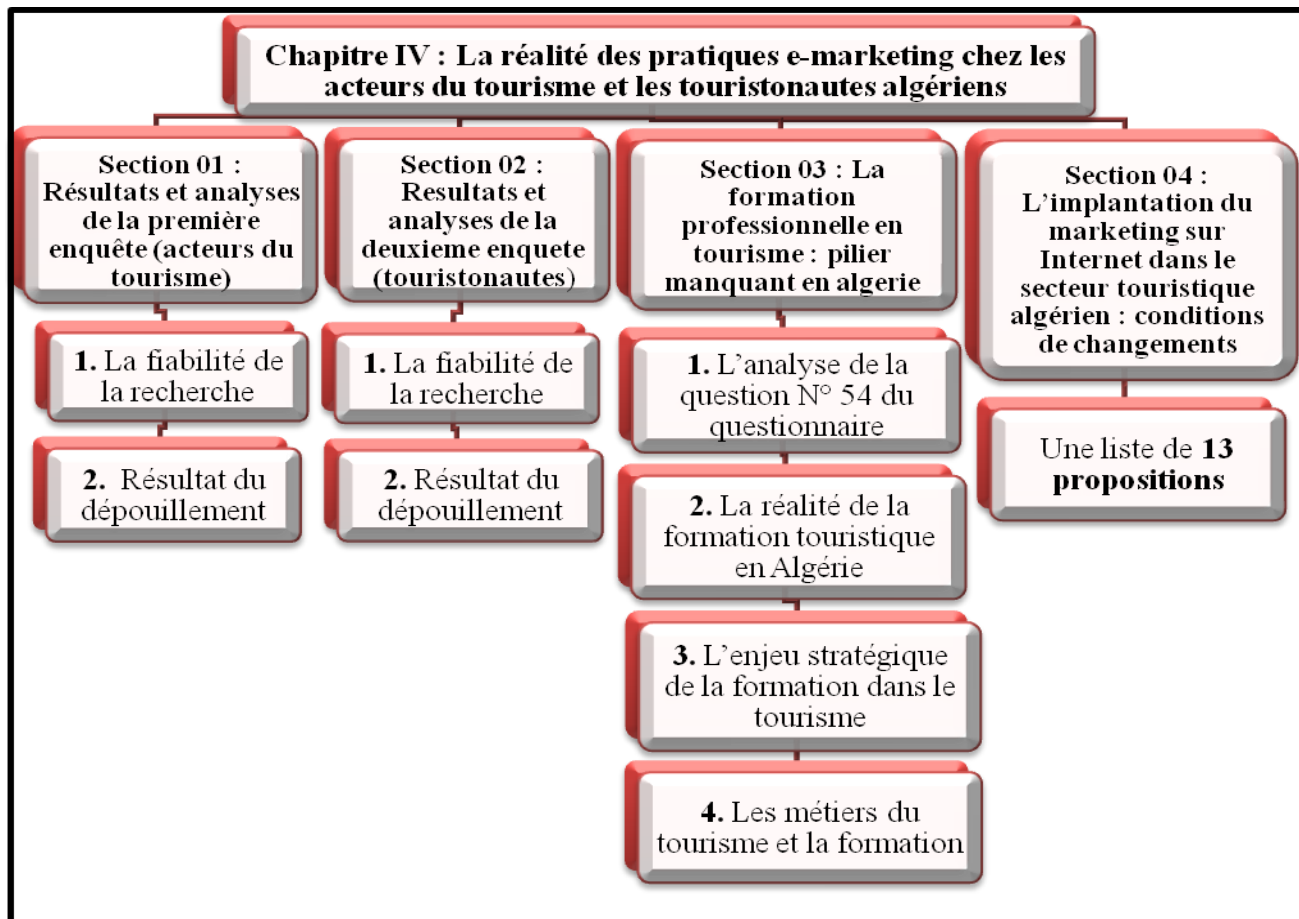 Chapitre IV : La réalité des pratiques e-marketing chez les
acteurs du tourisme et les touristonautes algériens
Section 01 :
Résultats et analyses
de la première
enquête (acteurs du
tourisme)
1. La fiabilité de
la recherche
2. Résultat du
dépouillement
Section 02 :
Resultats et
analyses de la
deuxieme enquete
(touristonautes)
1. La fiabilité de
la recherche
2. Résultat du
dépouillement
Section 03 : La
formation
professionnelle en
tourisme : pilier
manquant en algerie
1. L’analyse de la
question N° 54 du
questionnaire
2. La réalité de la
formation touristique
en Algérie
3. L’enjeu stratégique
de la formation dans le
tourisme
4. Les métiers du
tourisme et la formation
Section 04 :
L’implantation du
marketing sur
Internet dans le
secteur touristique
algérien : conditions
de changements
Une liste de 13
propositions